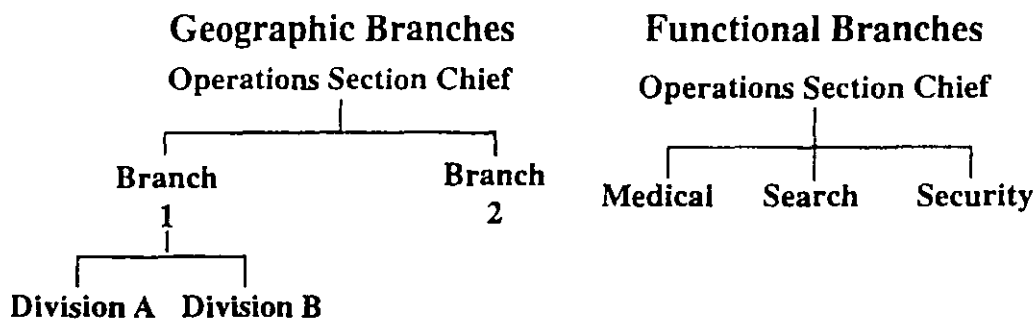 Geographic Branches
Operations Section Chief
Branch
1
Branch
2
Division A
Division B
Functional Branches
Operations Section Chief
Medical
Search
Security